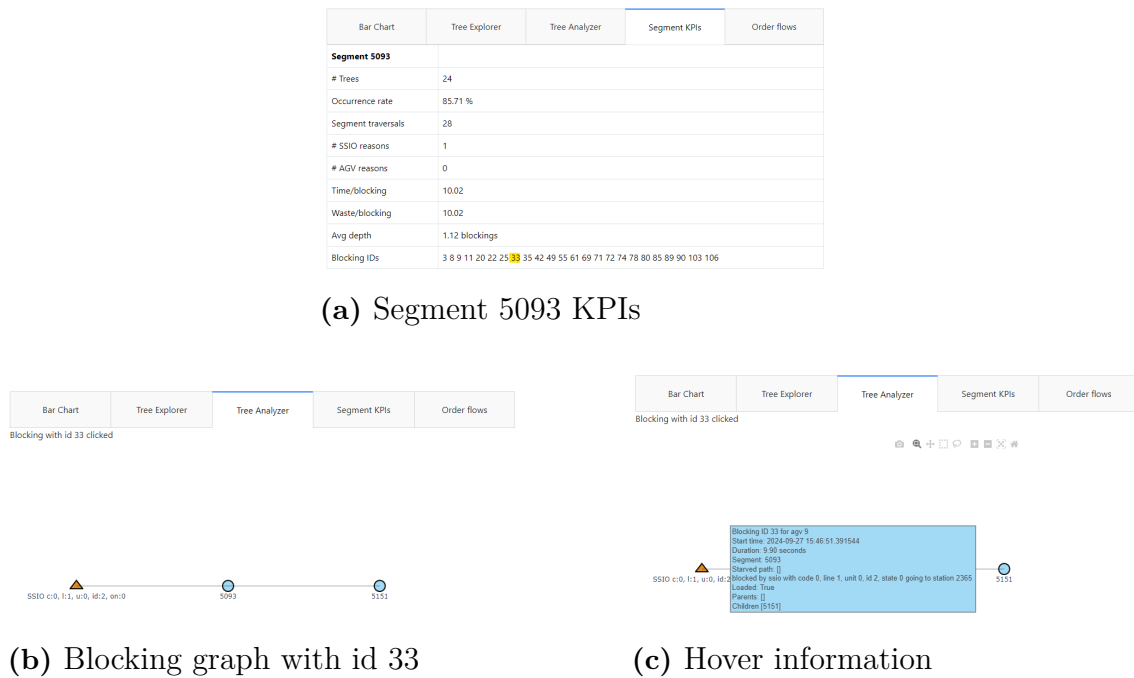 Bar Chart Tree Explorer Tree Analyzer Segment KPIs Order flows
Segment 5093
# Trees 24
Occurrence rate 85.71 %
Segment traversals 28
# SSIO reasons 1
# AGV reasons 0
Time/blocking 10.02
Waste/blocking 10.02
Avg depth 1.12 blockings
Blocking IDs 3 8 9 11 20 22 25 33 35 42 49 55 61 69 71 72 74 78 80 85 89 90 103 106
(a) Segment 5093 KPIs
Bar Chart Tree Explorer Tree Analyzer Segment KPIs Order flows
Blocking with id 33 clicked
SSIO c:0, l:1, u:0, id:2, on:0 5093 5151
(b) Blocking graph with id 33
Bar Chart Tree Explorer Tree Analyzer Segment KPIs Order flows
Blocking with id 33 clicked
Blocking ID 33 for agv 9
Start time: 2024-09-27 15:46:51.391544
Duration: 9.90 seconds
Segment: 5093
Starved path: []
blocked by ssio with code 0, line 1, unit 0, id 2, state 0 going to station 2365
Loaded: True
Parents: []
Children [5151]
SSIO c:0, l:1, u:0, id:2 5151
(c) Hover information